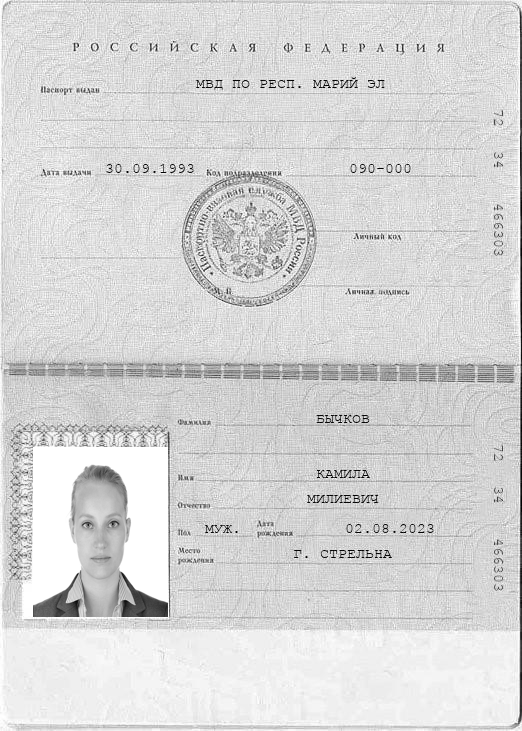 РОССИЙСКАЯ ФЕДЕРАЦИЯ
Паспорт выдан МВД ПО РЕСП. МАРИЙ ЭЛ
Дата выдачи 30.09.1993 Код подразделения 090-000
72 34 466303
Паспортно-визовая служба МВД России
Личный код
М.П. Личная подпись
Фамилия БЫЧКОВ
Имя КАМИЛА
Отчество МИЛИЕВИЧ
Пол МУЖ. Дата рождения 02.08.2023
Место рождения Г. СТРЕЛЬНА
72 34 466303